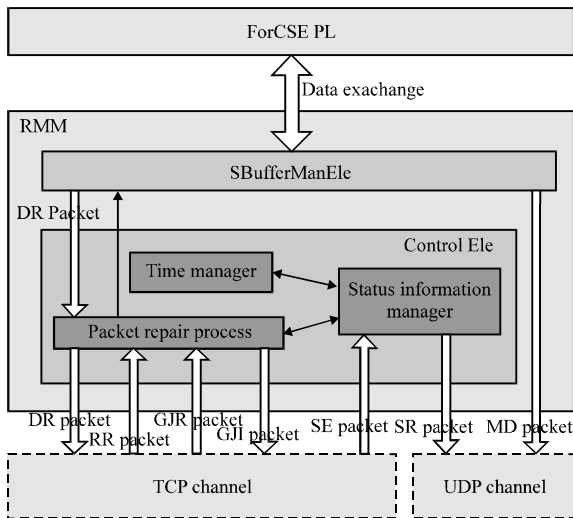 ForCSE PL
Data exachange
RMM
SBufferManEle
DR Packet
Control Ele
Time manager
Status information
manager
Packet repair process
DR packet
RR packet
GJR packet
GJI packet
SE packet
SR packet
MD packet
TCP channel
UDP channel